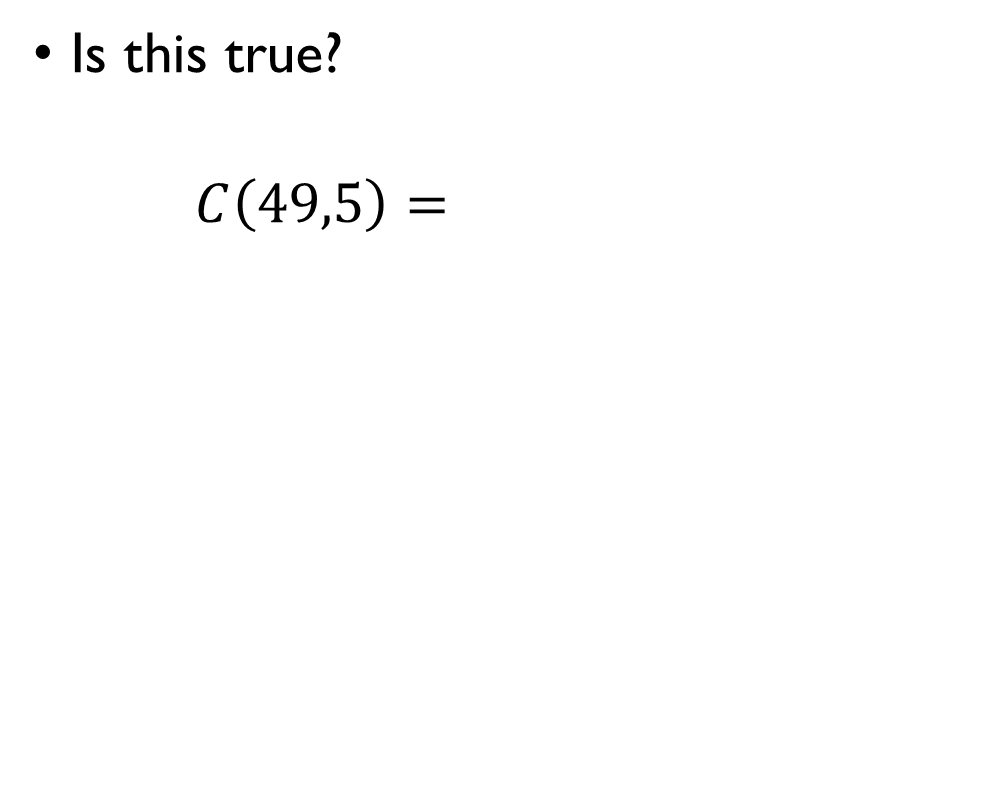 • Is this true?
C(49,5) =